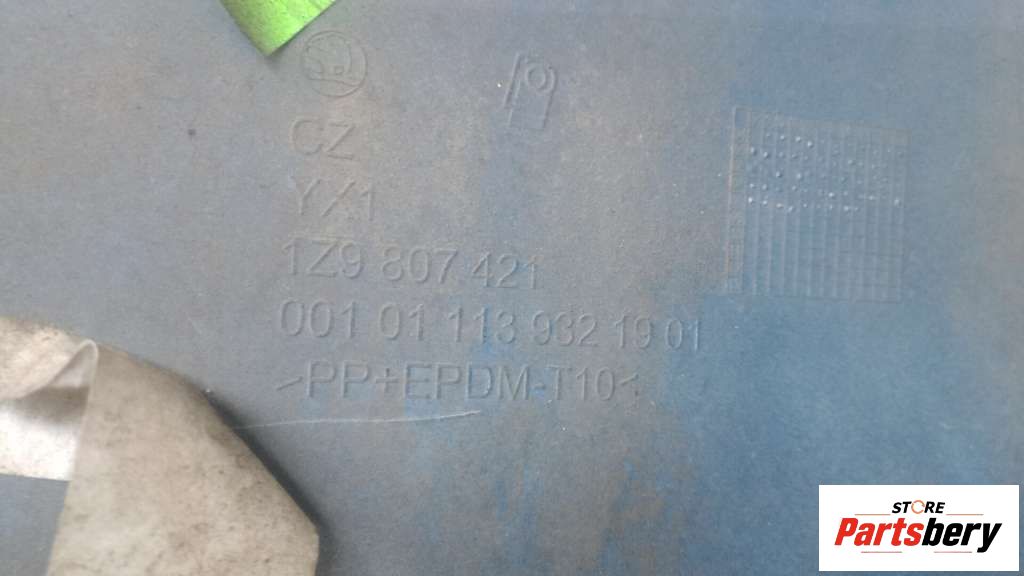 CZ
YX1
1Z9 807 421
001 01 113 932 19 01
>PP+EPDM-T10<
STORE
Partsbery